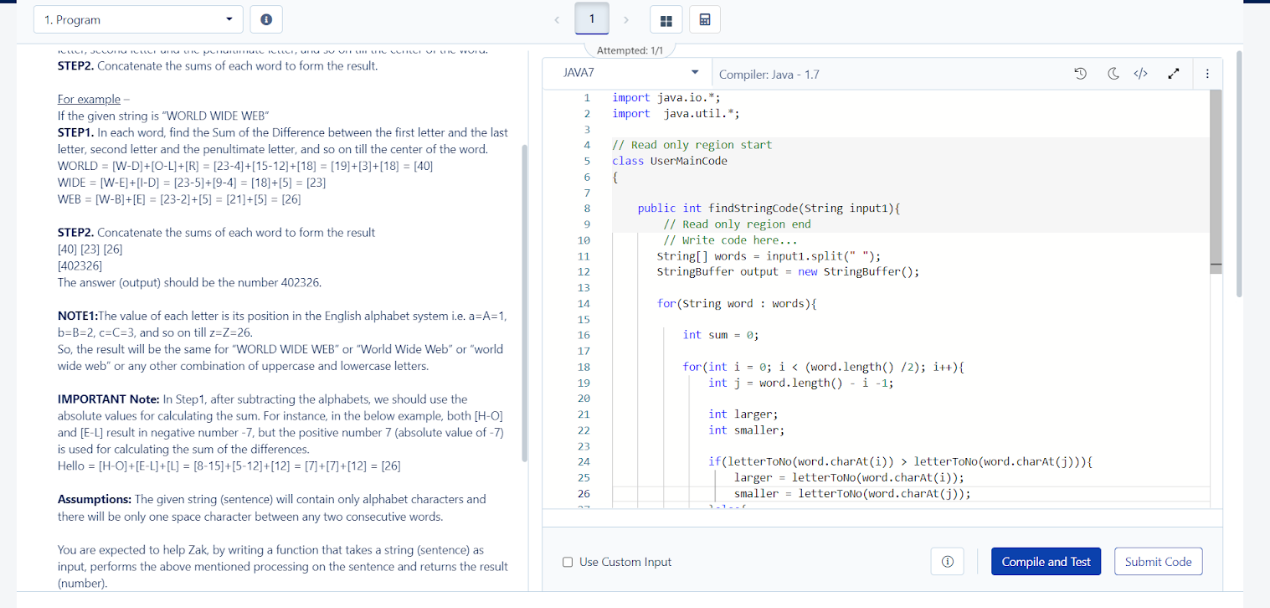 1. Program
1
Attempted: 1/1
letter, second letter and the penultimate letter, and so on till the center of the word.
STEP2. Concatenate the sums of each word to form the result.
For example –
If the given string is "WORLD WIDE WEB"
STEP1. In each word, find the Sum of the Difference between the first letter and the last
letter, second letter and the penultimate letter, and so on till the center of the word.
WORLD = [W-D]+[O-L]+[R] = [23-4]+[15-12]+[18] = [19]+[3]+[18] = [40]
WIDE = [W-E]+[I-D] = [23-5]+[9-4] = [18]+[5] = [23]
WEB = [W-B]+[E] = [23-2]+[5] = [21]+[5] = [26]
STEP2. Concatenate the sums of each word to form the result
[40] [23] [26]
[402326]
The answer (output) should be the number 402326.
NOTE1:The value of each letter is its position in the English alphabet system i.e. a=A=1,
b=B=2, c=C=3, and so on till z=Z=26.
So, the result will be the same for "WORLD WIDE WEB" or "World Wide Web" or "world
wide web" or any other combination of uppercase and lowercase letters.
IMPORTANT Note: In Step1, after subtracting the alphabets, we should use the
absolute values for calculating the sum. For instance, in the below example, both [H-O]
and [E-L] result in negative number -7, but the positive number 7 (absolute value of -7)
is used for calculating the sum of the differences.
Hello = [H-O]+[E-L]+[L] = [8-15]+[5-12]+[12] = [7]+[7]+[12] = [26]
Assumptions: The given string (sentence) will contain only alphabet characters and
there will be only one space character between any two consecutive words.
You are expected to help Zak, by writing a function that takes a string (sentence) as
input, performs the above mentioned processing on the sentence and returns the result
(number).
JAVA7
Compiler: Java - 1.7
1 import java.io.*;
2 import java.util.*;
3
4 // Read only region start
5 class UserMainCode
6 {
7
8 public int findStringCode(String input1){
9 // Read only region end
10 // Write code here...
11 String[] words = input1.split(" ");
12 StringBuffer output = new StringBuffer();
13
14 for(String word : words){
15
16 int sum = 0;
17
18 for(int i = 0; i < (word.length() /2); i++){
19 int j = word.length() - i -1;
20
21 int larger;
22 int smaller;
23
24 if(letterToNo(word.charAt(i)) > letterToNo(word.charAt(j))){
25 larger = letterToNo(word.charAt(i));
26 smaller = letterToNo(word.charAt(j));
27 }else{
Use Custom Input
Compile and Test
Submit Code